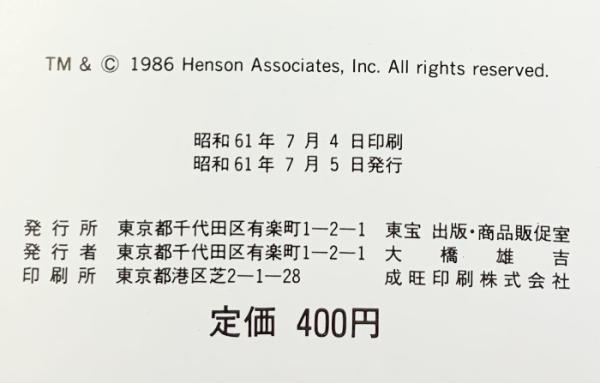 TM & © 1986 Henson Associates, Inc. All rights reserved.
昭和61年 7月 4日印刷
昭和61年 7月 5日発行
発行所 東京都千代田区有楽町1—2—1 東宝 出版・商品販促室
発行者 東京都千代田区有楽町1—2—1 大橋雄吉
印刷所 東京都港区芝2—1—28 成旺印刷株式会社
定価 400円